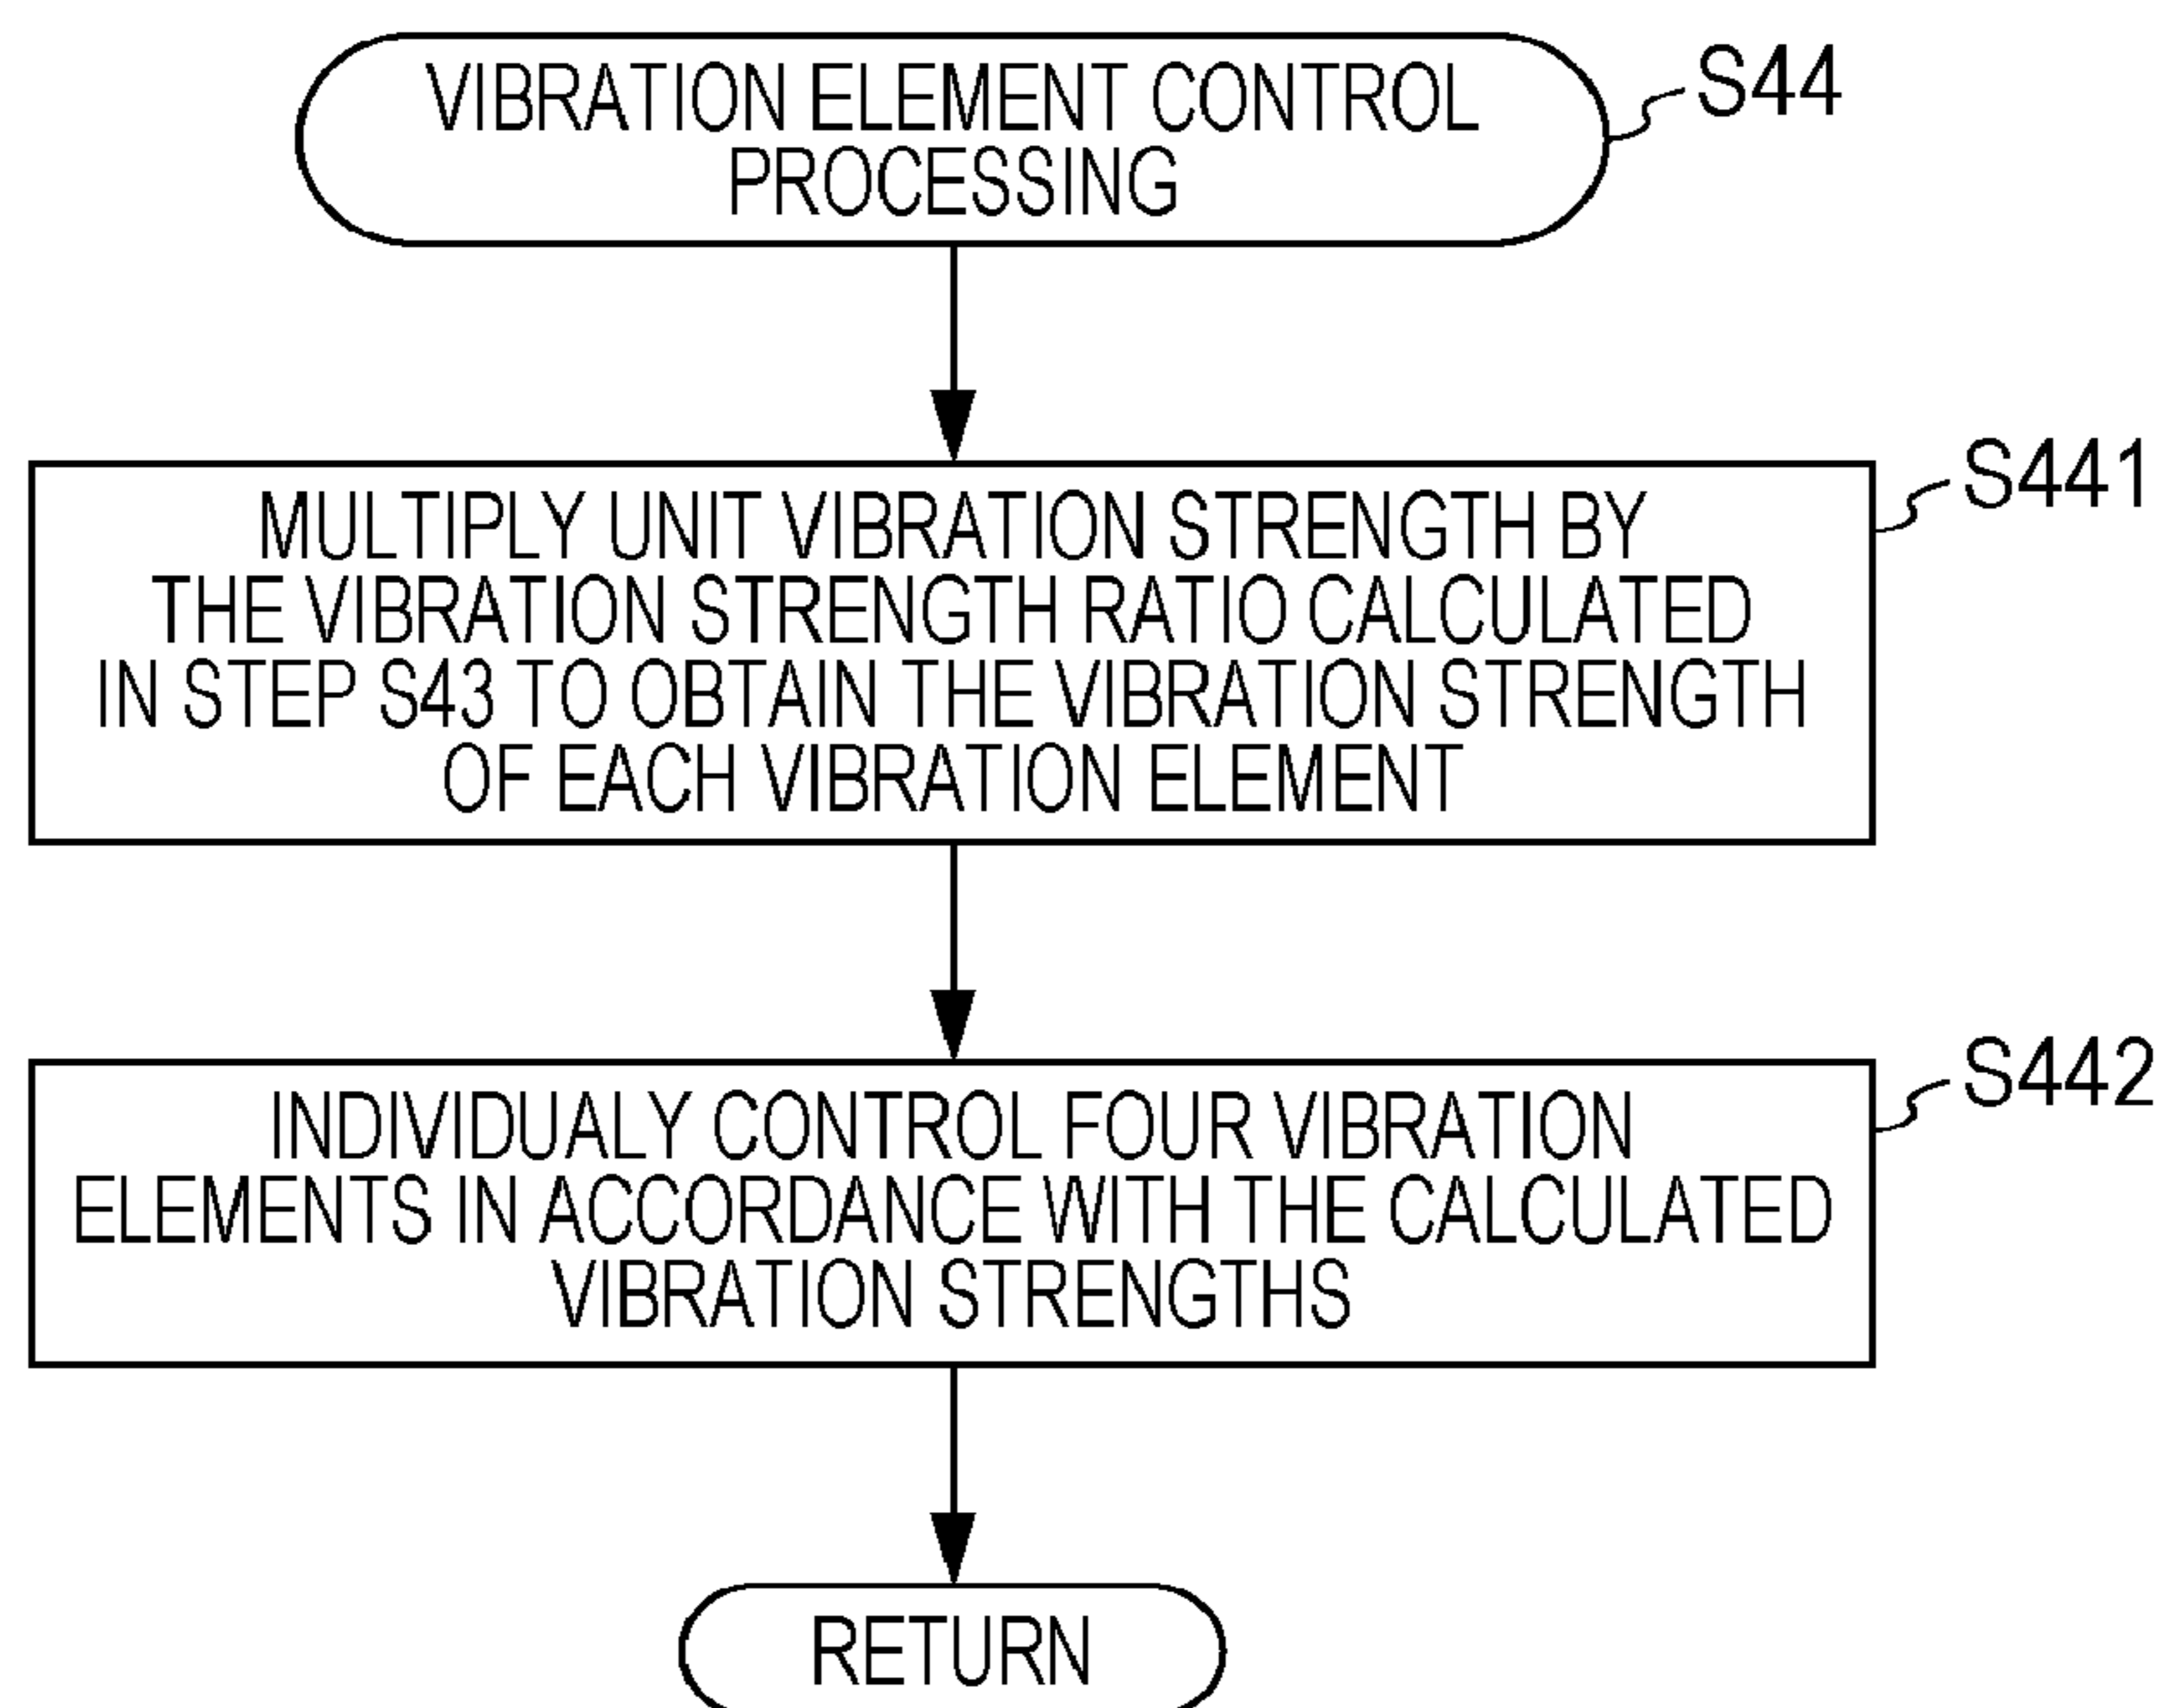 VIBRATION ELEMENT CONTROL
PROCESSING
S44
MULTIPLY UNIT VIBRATION STRENGTH BY
THE VIBRATION STRENGTH RATIO CALCULATED
IN STEP S43 TO OBTAIN THE VIBRATION STRENGTH
OF EACH VIBRATION ELEMENT
S441
INDIVIDUALY CONTROL FOUR VIBRATION
ELEMENTS IN ACCORDANCE WITH THE CALCULATED
VIBRATION STRENGTHS
S442
RETURN